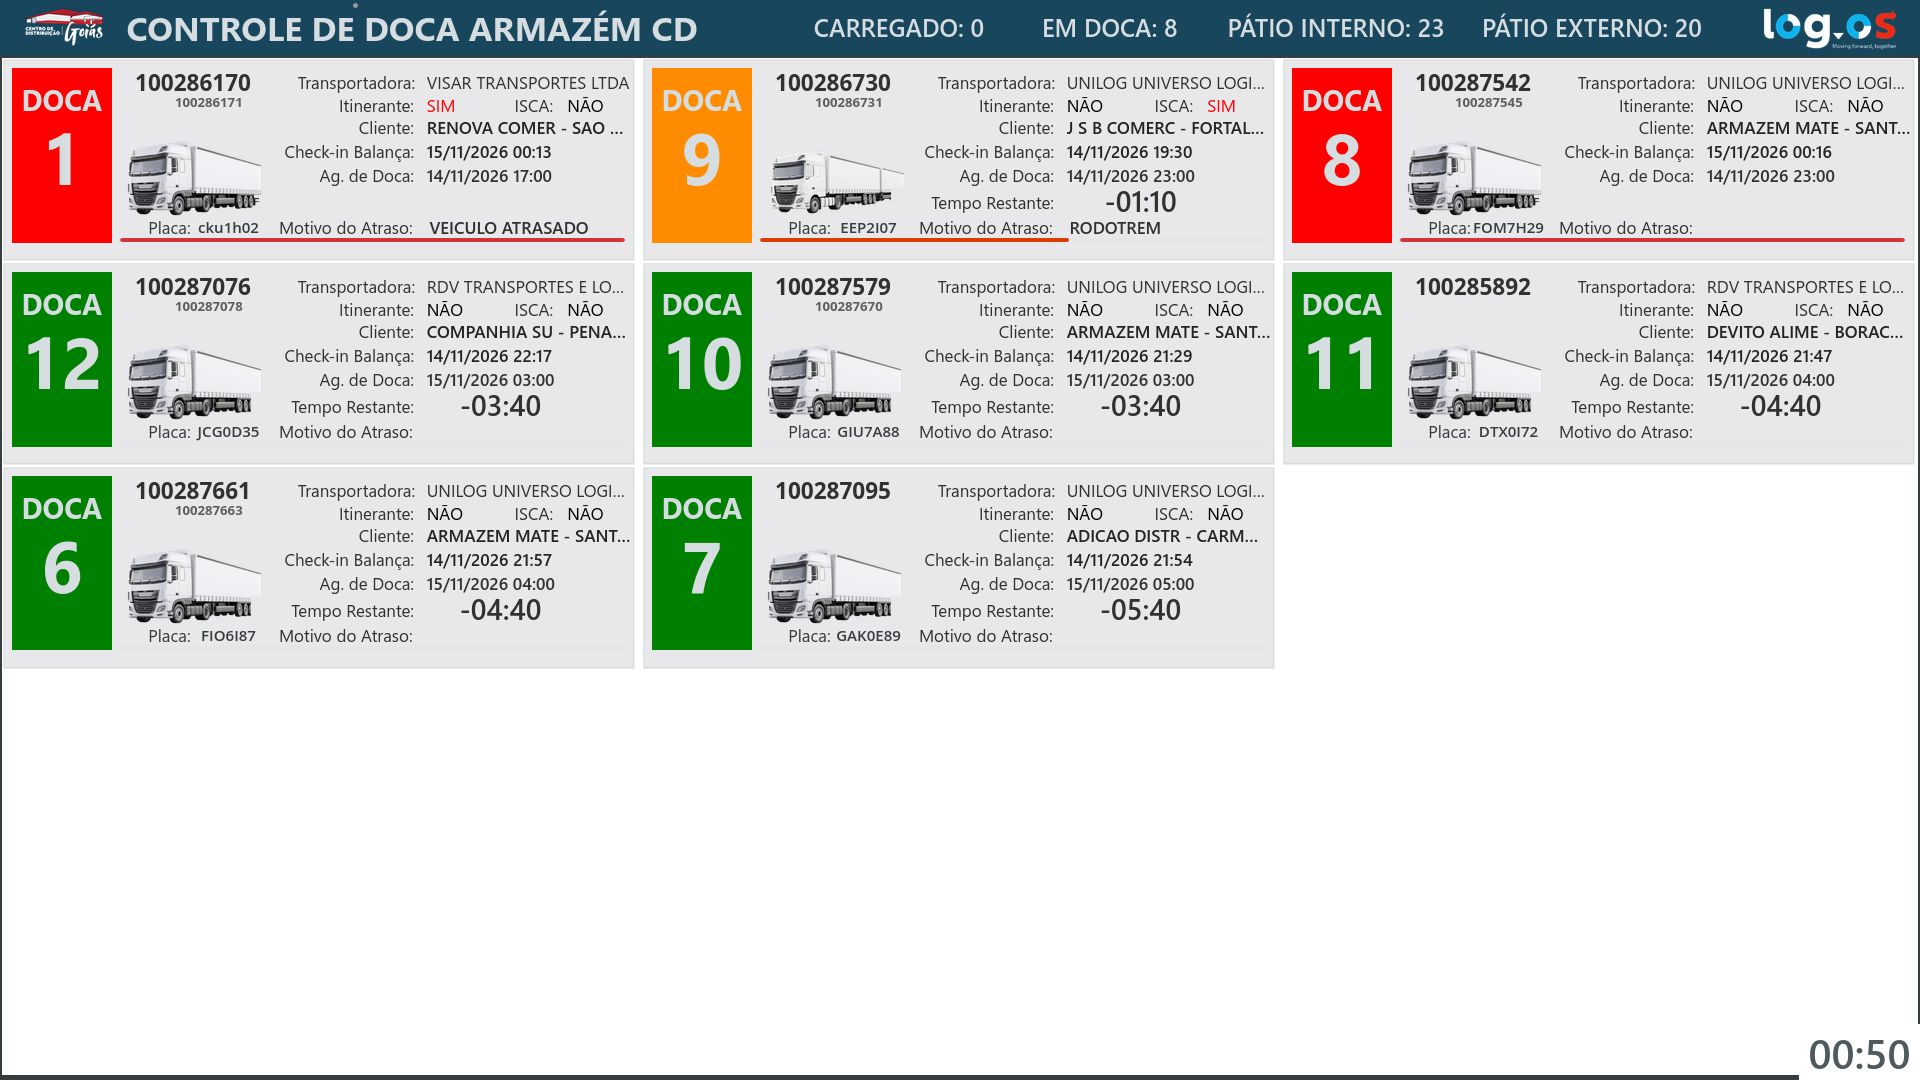 CENTRO DE DISTRIBUIÇÃO Goiás
CONTROLE DE DOCA ARMAZÉM CD
CARREGADO: 0
EM DOCA: 8
PÁTIO INTERNO: 23
PÁTIO EXTERNO: 20
log.os
Moving forward, together
DOCA
1
100286170
100286171
Transportadora: VISAR TRANSPORTES LTDA
Itinerante: SIM ISCA: NÃO
Cliente: RENOVA COMER - SAO ...
Check-in Balança: 15/11/2026 00:13
Ag. de Doca: 14/11/2026 17:00
Placa: cku1h02 Motivo do Atraso: VEICULO ATRASADO
DOCA
9
100286730
100286731
Transportadora: UNILOG UNIVERSO LOGI...
Itinerante: NÃO ISCA: SIM
Cliente: J S B COMERC - FORTAL...
Check-in Balança: 14/11/2026 19:30
Ag. de Doca: 14/11/2026 23:00
Tempo Restante: -01:10
Placa: EEP2I07 Motivo do Atraso: RODOTREM
DOCA
8
100287542
100287545
Transportadora: UNILOG UNIVERSO LOGI...
Itinerante: NÃO ISCA: NÃO
Cliente: ARMAZEM MATE - SANT...
Check-in Balança: 15/11/2026 00:16
Ag. de Doca: 14/11/2026 23:00
Placa: FOM7H29 Motivo do Atraso:
DOCA
12
100287076
100287078
Transportadora: RDV TRANSPORTES E LO...
Itinerante: NÃO ISCA: NÃO
Cliente: COMPANHIA SU - PENA...
Check-in Balança: 14/11/2026 22:17
Ag. de Doca: 15/11/2026 03:00
Tempo Restante: -03:40
Placa: JCG0D35 Motivo do Atraso:
DOCA
10
100287579
100287670
Transportadora: UNILOG UNIVERSO LOGI...
Itinerante: NÃO ISCA: NÃO
Cliente: ARMAZEM MATE - SANT...
Check-in Balança: 14/11/2026 21:29
Ag. de Doca: 15/11/2026 03:00
Tempo Restante: -03:40
Placa: GIU7A88 Motivo do Atraso:
DOCA
11
100285892
Transportadora: RDV TRANSPORTES E LO...
Itinerante: NÃO ISCA: NÃO
Cliente: DEVITO ALIME - BORAC...
Check-in Balança: 14/11/2026 21:47
Ag. de Doca: 15/11/2026 04:00
Tempo Restante: -04:40
Placa: DTX0I72 Motivo do Atraso:
DOCA
6
100287661
100287663
Transportadora: UNILOG UNIVERSO LOGI...
Itinerante: NÃO ISCA: NÃO
Cliente: ARMAZEM MATE - SANT...
Check-in Balança: 14/11/2026 21:57
Ag. de Doca: 15/11/2026 04:00
Tempo Restante: -04:40
Placa: FIO6I87 Motivo do Atraso:
DOCA
7
100287095
Transportadora: UNILOG UNIVERSO LOGI...
Itinerante: NÃO ISCA: NÃO
Cliente: ADICAO DISTR - CARM...
Check-in Balança: 14/11/2026 21:54
Ag. de Doca: 15/11/2026 05:00
Tempo Restante: -05:40
Placa: GAK0E89 Motivo do Atraso:
00:50